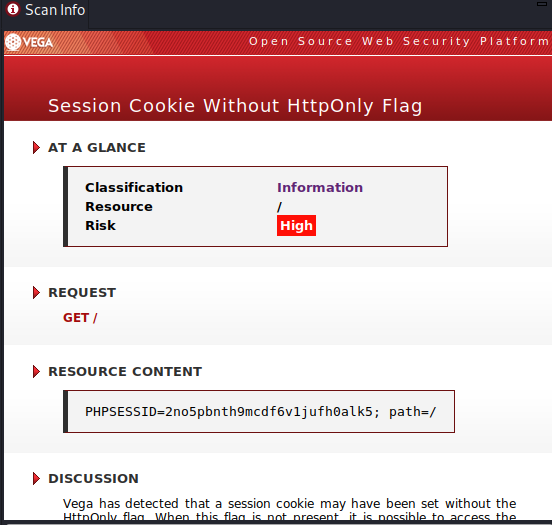 Scan Info
VEGA Open Source Web Security Platform
Session Cookie Without HttpOnly Flag
AT A GLANCE
Classification Information
Resource /
Risk High
REQUEST
GET /
RESOURCE CONTENT
PHPSESSID=2no5pbnth9mcdf6v1jufh0alk5; path=/
DISCUSSION
Vega has detected that a session cookie may have been set without the
HttpOnly flag. When this flag is not present, it is possible to access the